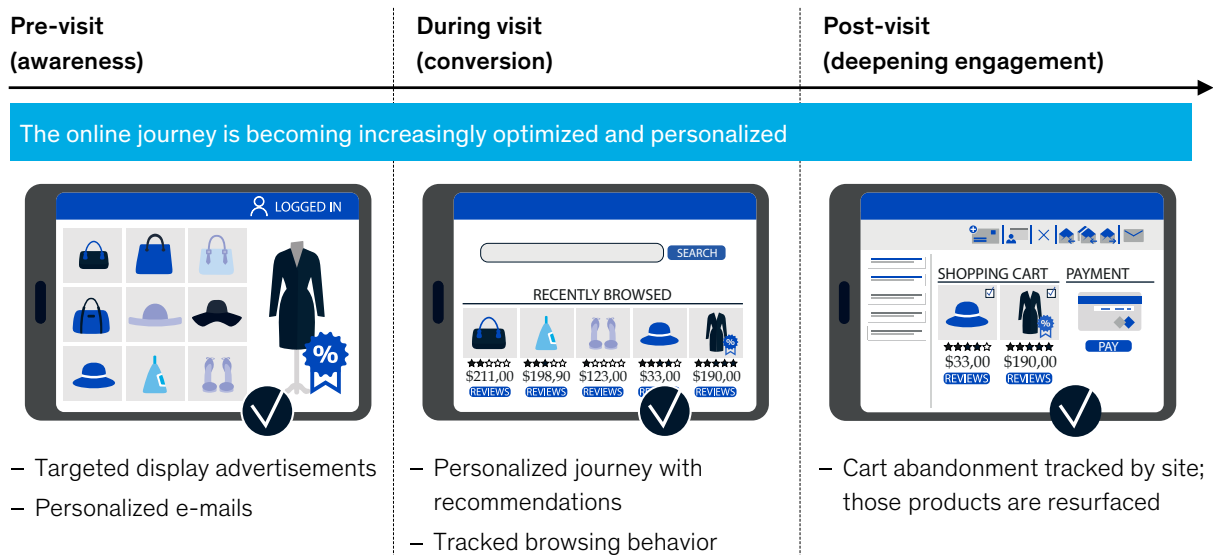 Pre-visit
(awareness)
During visit
(conversion)
Post-visit
(deepening engagement)
The online journey is becoming increasingly optimized and personalized
LOGGED IN
%
SEARCH
RECENTLY BROWSED
%
$211,00 $198,90 $123,00 $33,00 $190,00
REVIEWS REVIEWS REVIEWS REVIEWS REVIEWS
SHOPPING CART PAYMENT
%
$33,00 $190,00
REVIEWS REVIEWS
PAY
– Targeted display advertisements
– Personalized e-mails
– Personalized journey with
recommendations
– Tracked browsing behavior
– Cart abandonment tracked by site;
those products are resurfaced